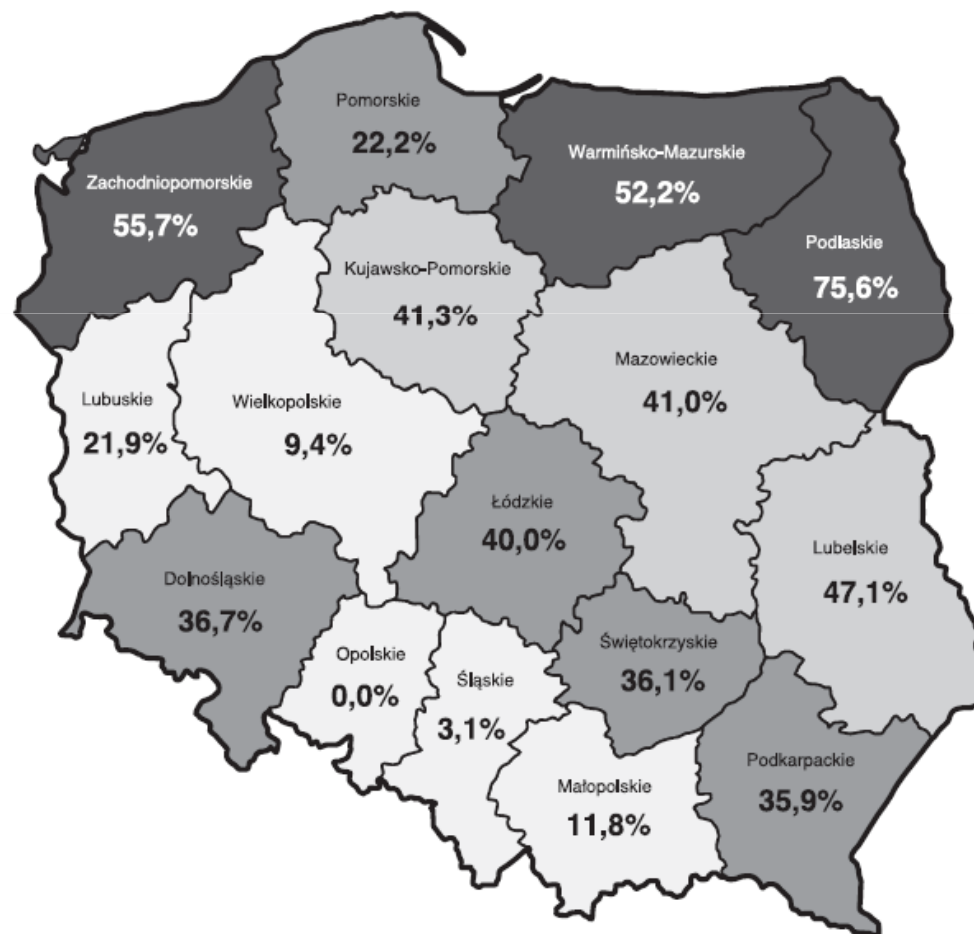 Pomorskie
22,2%
Warmińsko-Mazurskie
52,2%
Zachodniopomorskie
55,7%
Podlaskie
75,6%
Kujawsko-Pomorskie
41,3%
Mazowieckie
41,0%
Lubuskie
21,9%
Wielkopolskie
9,4%
Łódzkie
40,0%
Lubelskie
47,1%
Dolnośląskie
36,7%
Opolskie
0,0%
Śląskie
3,1%
Świętokrzyskie
36,1%
Małopolskie
11,8%
Podkarpackie
35,9%